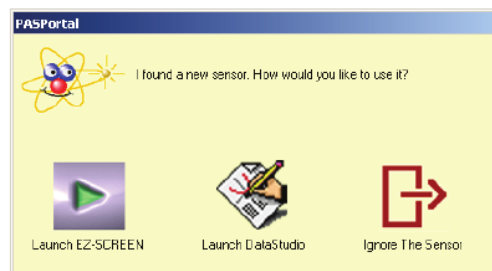 PASPortal
I found a new sensor. How would you like to use it?
Launch EZ-SCREEN
Launch DataStudio
Ignore The Sensor